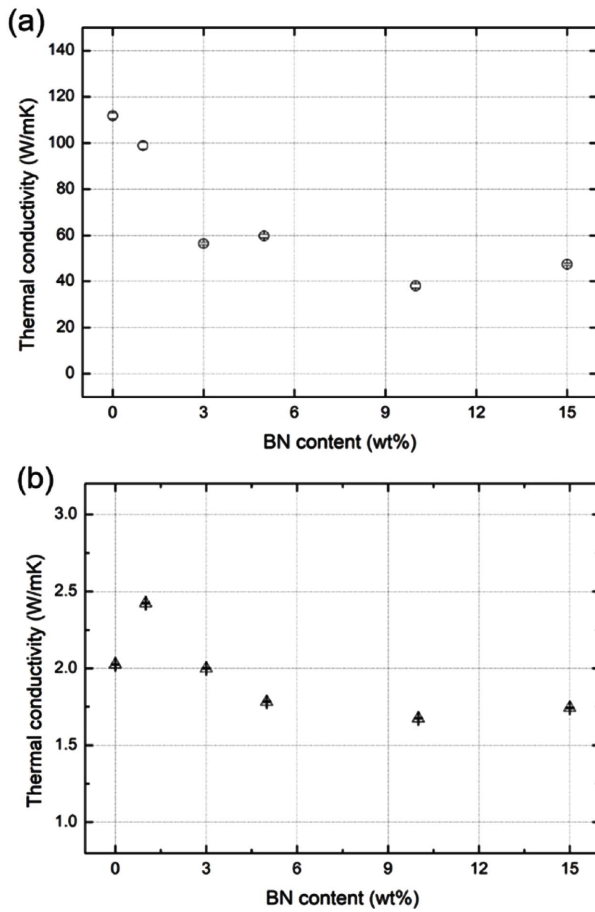 (a)
140
120
100
80
60
40
20
0
Thermal conductivity (W/mK)
0 3 6 9 12 15
BN content (wt%)
(b)
3.0
2.5
2.0
1.5
1.0
Thermal conductivity (W/mK)
0 3 6 9 12 15
BN content (wt%)